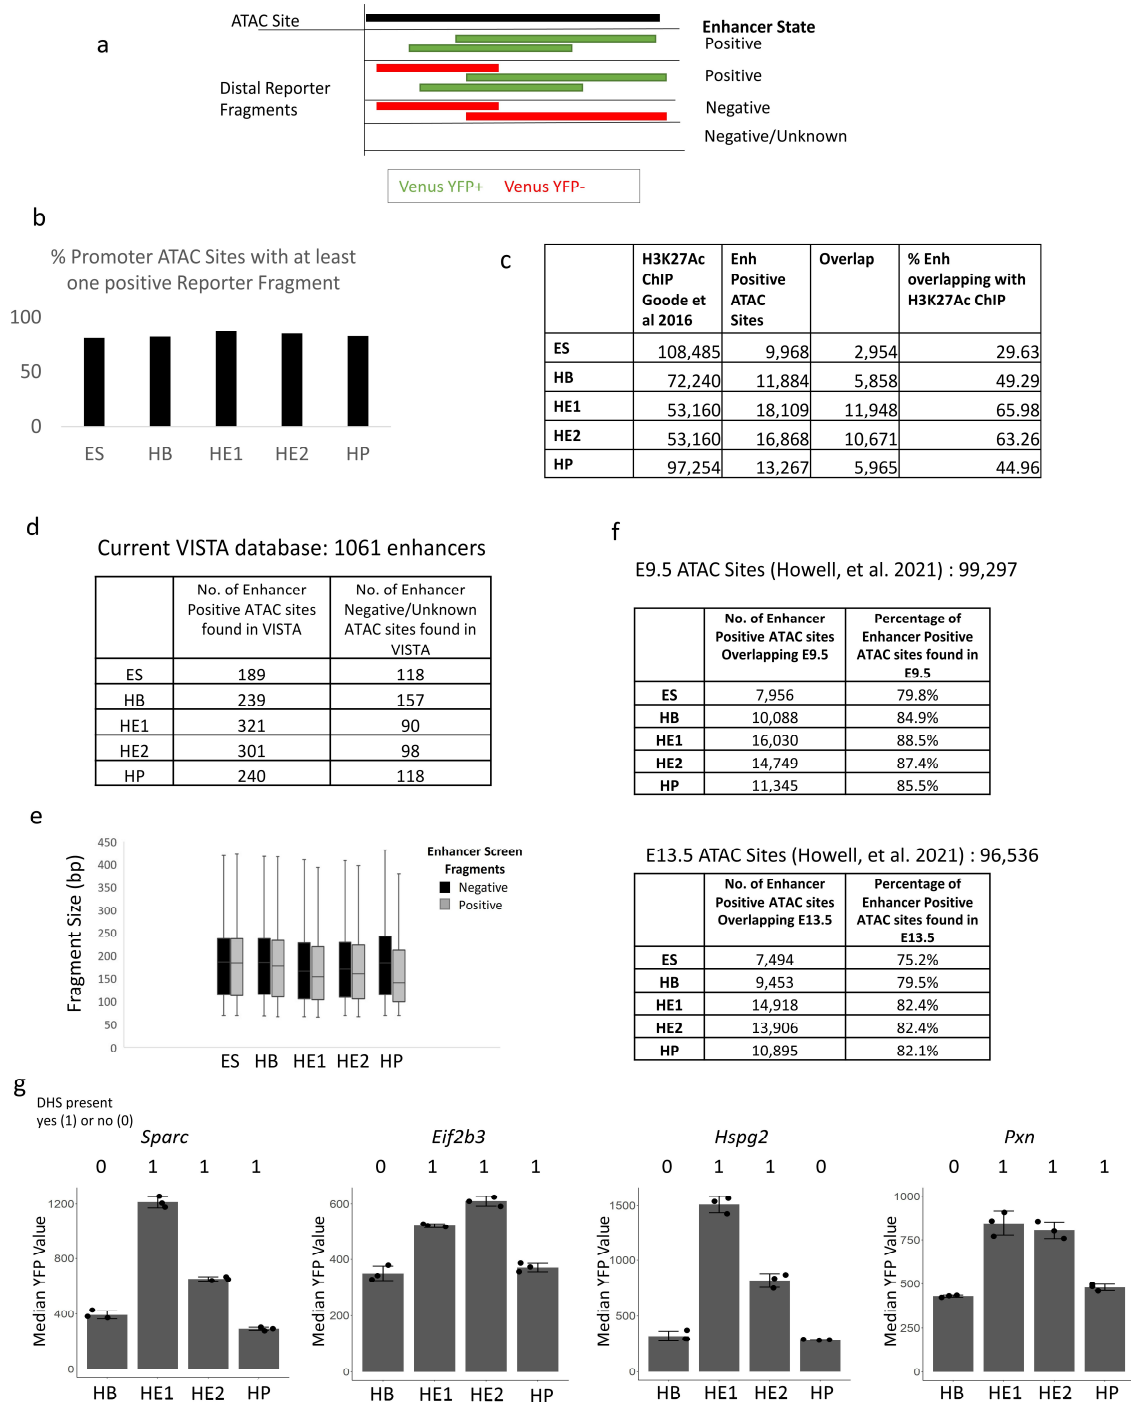 a
ATAC Site
Enhancer State
Positive
Distal Reporter
Fragments
Positive
Negative
Negative/Unknown
Venus YFP+ Venus YFP-
b
% Promoter ATAC Sites with at least
one positive Reporter Fragment
100
50
0
ES HB HE1 HE2 HP
c
H3K27Ac ChIP Goode et al 2016 | Enh Positive ATAC Sites | Overlap | % Enh overlapping with H3K27Ac ChIP
ES 108,485 9,968 2,954 29.63
HB 72,240 11,884 5,858 49.29
HE1 53,160 18,109 11,948 65.98
HE2 53,160 16,868 10,671 63.26
HP 97,254 13,267 5,965 44.96
d
Current VISTA database: 1061 enhancers
No. of Enhancer Positive ATAC sites found in VISTA | No. of Enhancer Negative/Unknown ATAC sites found in VISTA
ES 189 118
HB 239 157
HE1 321 90
HE2 301 98
HP 240 118
e
Fragment Size (bp)
450
400
350
300
250
200
150
100
50
0
ES HB HE1 HE2 HP
Enhancer Screen
Fragments
Negative
Positive
f
E9.5 ATAC Sites (Howell, et al. 2021) : 99,297
No. of Enhancer Positive ATAC sites Overlapping E9.5 | Percentage of Enhancer Positive ATAC sites found in E9.5
ES 7,956 79.8%
HB 10,088 84.9%
HE1 16,030 88.5%
HE2 14,749 87.4%
HP 11,345 85.5%
E13.5 ATAC Sites (Howell, et al. 2021) : 96,536
No. of Enhancer Positive ATAC sites Overlapping E13.5 | Percentage of Enhancer Positive ATAC sites found in E13.5
ES 7,494 75.2%
HB 9,453 79.5%
HE1 14,918 82.4%
HE2 13,906 82.4%
HP 10,895 82.1%
g
DHS present
yes (1) or no (0)
Sparc
0 1 1 1
Median YFP Value
1200
800
400
0
HB HE1 HE2 HP
Eif2b3
0 1 1 1
Median YFP Value
600
400
200
0
HB HE1 HE2 HP
Hspg2
0 1 1 0
Median YFP Value
1500
1000
500
0
HB HE1 HE2 HP
Pxn
0 1 1 1
Median YFP Value
1000
750
500
250
0
HB HE1 HE2 HP